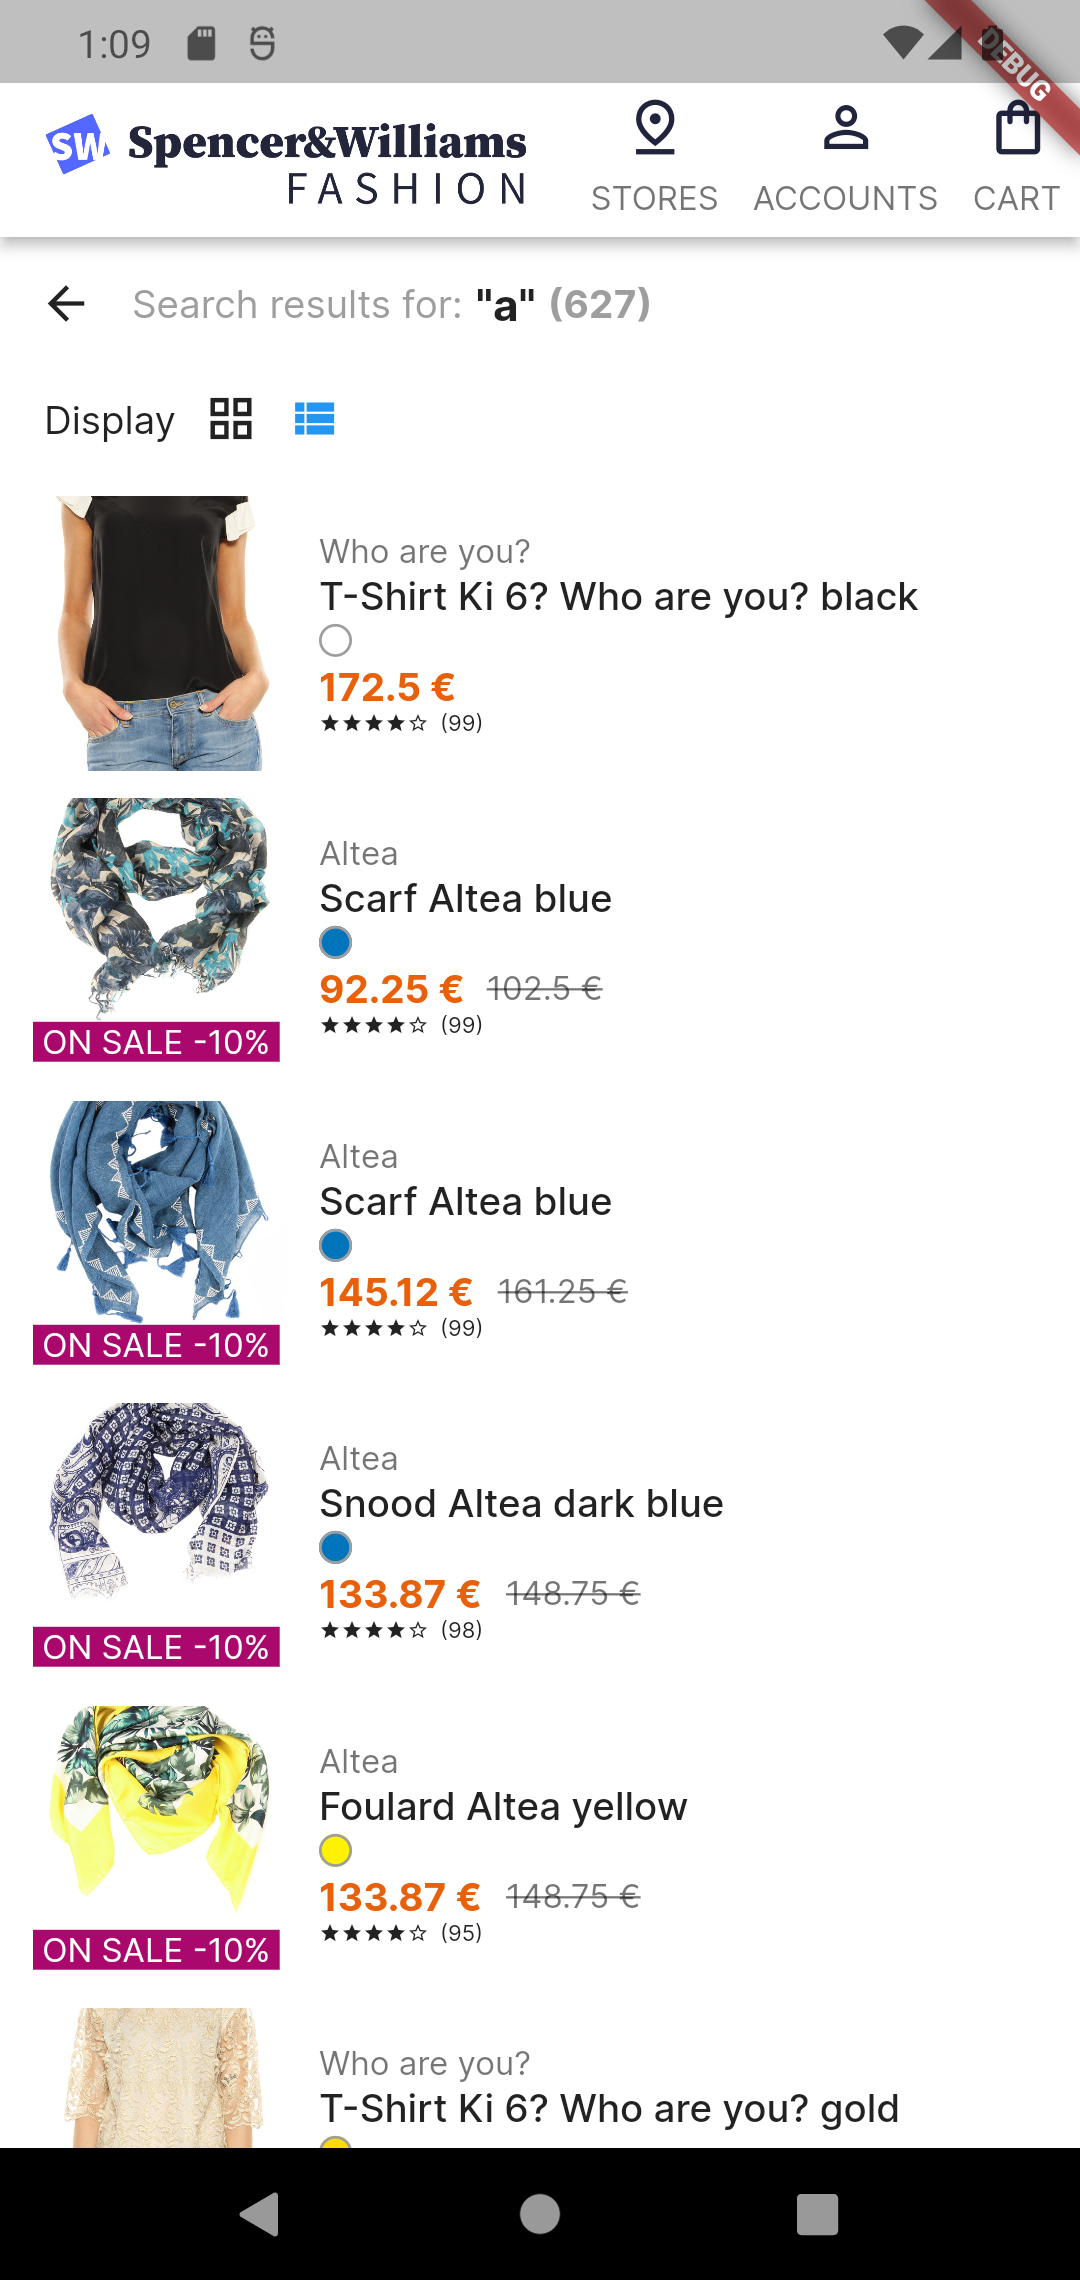 1:09
DEBUG
SW Spencer&Williams
FASHION
STORES ACCOUNTS CART
Search results for: "a" (627)
Display
Who are you?
T-Shirt Ki 6? Who are you? black
172.5 €
(99)
Altea
Scarf Altea blue
92.25 € 102.5 €
(99)
ON SALE -10%
Altea
Scarf Altea blue
145.12 € 161.25 €
(99)
ON SALE -10%
Altea
Snood Altea dark blue
133.87 € 148.75 €
(98)
ON SALE -10%
Altea
Foulard Altea yellow
133.87 € 148.75 €
(95)
ON SALE -10%
Who are you?
T-Shirt Ki 6? Who are you? gold